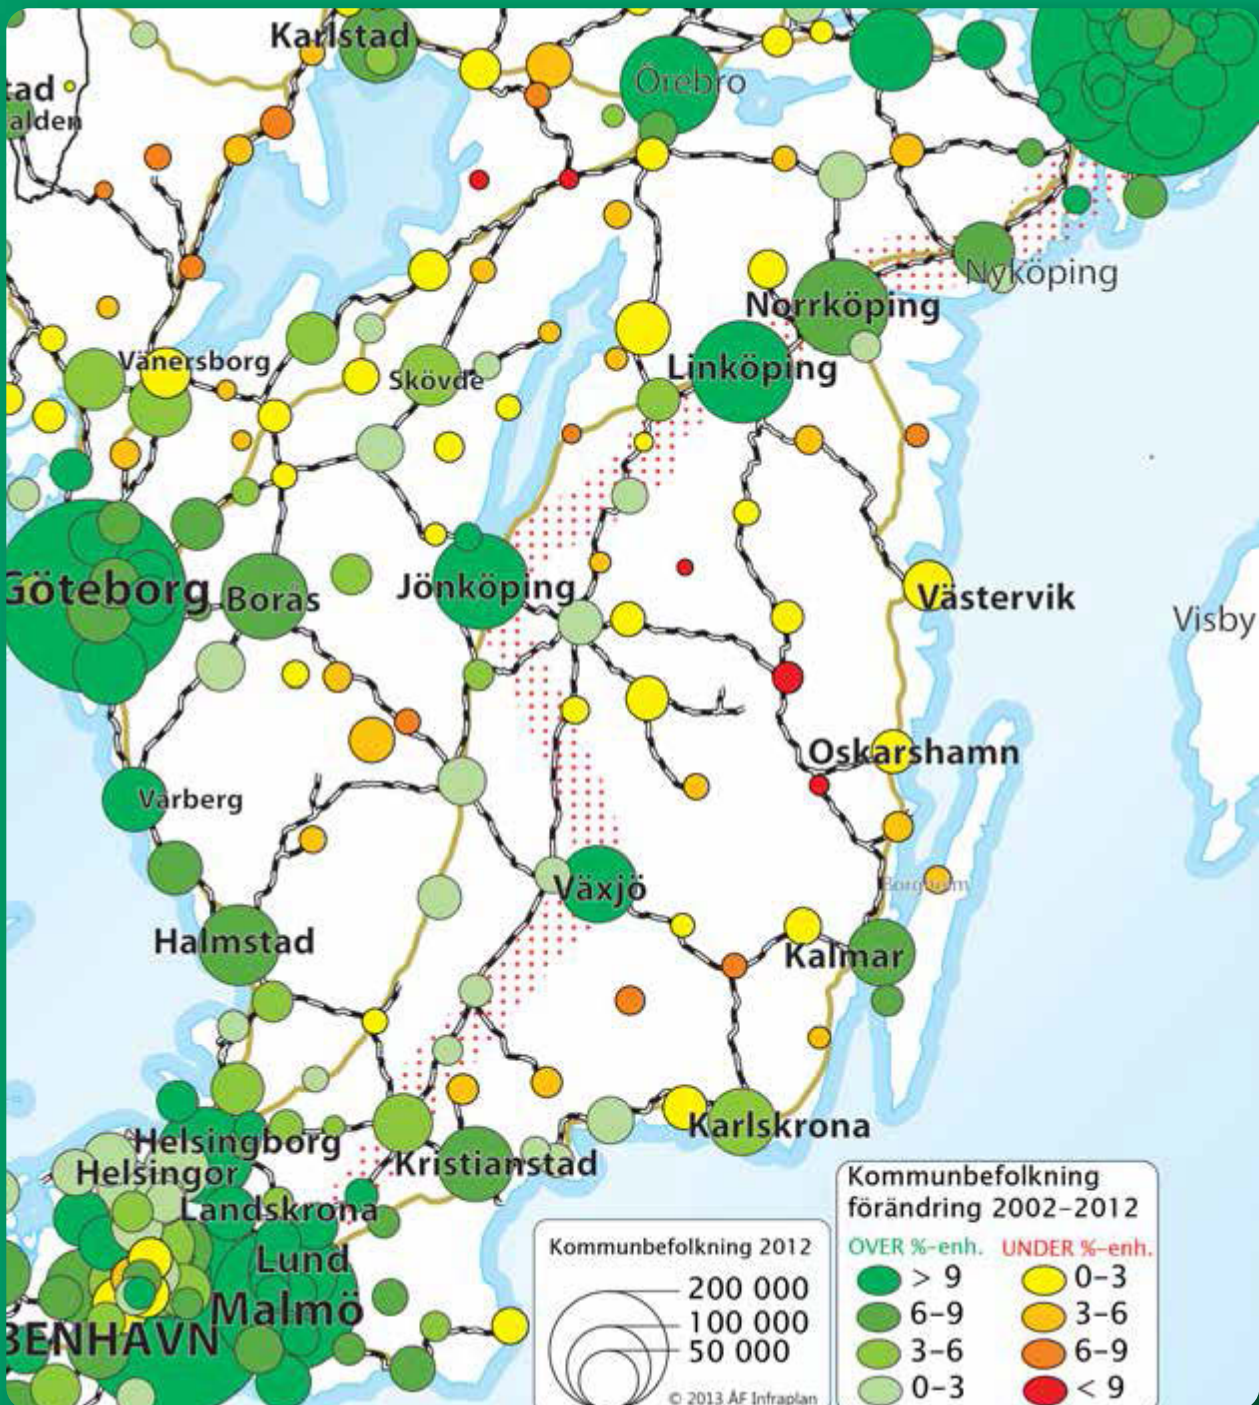 Karlstad
Örebro
tad
alden
Nyköping
Norrköping
Vänersborg
Linköping
Skövde
Göteborg
Borås
Jönköping
Västervik
Visby
Oskarshamn
Varberg
Borgholm
Växjö
Halmstad
Kalmar
Karlskrona
Helsingborg
Kristianstad
Helsingor
Landskrona
Lund
Malmö
BENHAVN
Kommunbefolkning 2012
200 000
100 000
50 000
© 2013 ÅF Infraplan
Kommunbefolkning
förändring 2002–2012
ÖVER %-enh. UNDER %-enh.
> 9 0–3
6–9 3–6
3–6 6–9
0–3 < 9